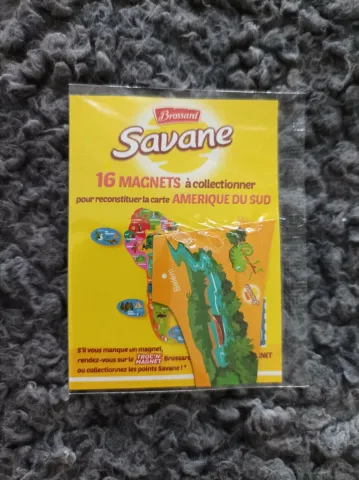 Brossard
Savane
16 MAGNETS à collectionner
pour reconstituer la carte AMERIQUE DU SUD
S'il vous manque un magnet,
rendez-vous sur le TROC'N MAGNET Brossard
ou collectionnez les points Savane !*